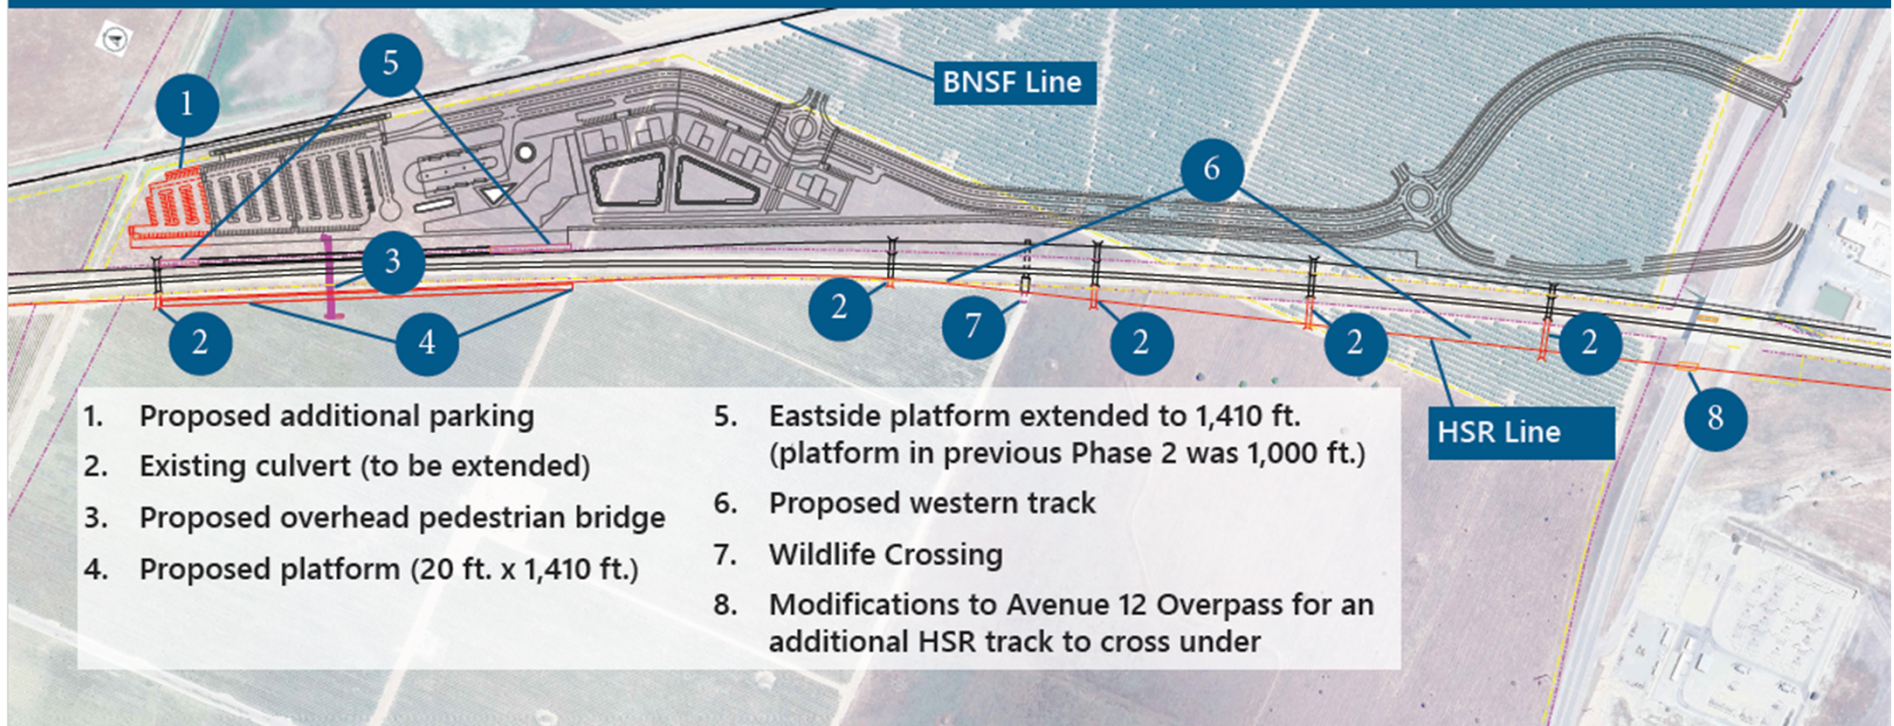 5
1
BNSF Line
6
3
2
4
2
7
2
2
2
8
HSR Line
1. Proposed additional parking
2. Existing culvert (to be extended)
3. Proposed overhead pedestrian bridge
4. Proposed platform (20 ft. x 1,410 ft.)
5. Eastside platform extended to 1,410 ft.
(platform in previous Phase 2 was 1,000 ft.)
6. Proposed western track
7. Wildlife Crossing
8. Modifications to Avenue 12 Overpass for an
additional HSR track to cross under